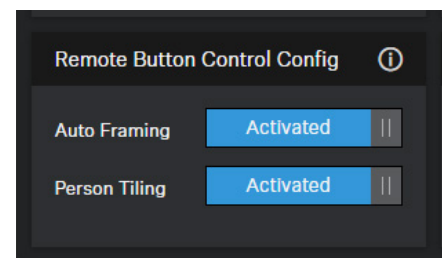 Remote Button Control Config
Auto Framing Activated
Person Tiling Activated